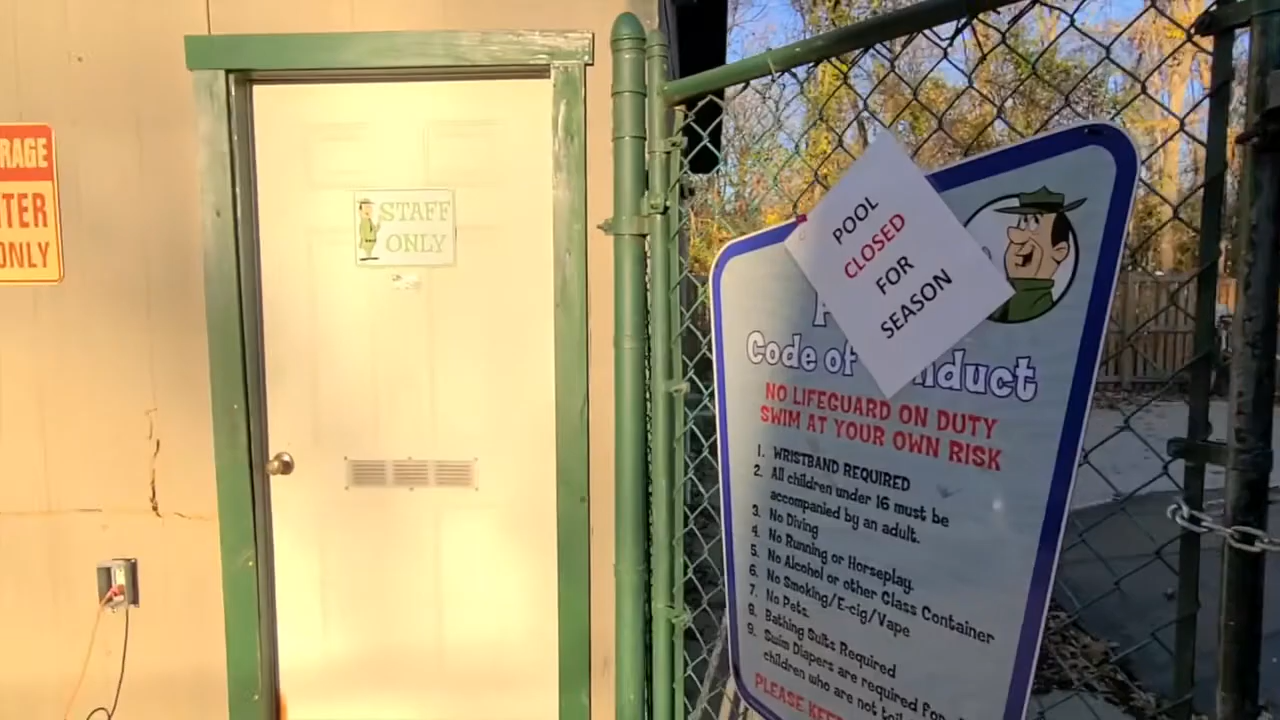 RAGE
TER
ONLY
STAFF
ONLY
POOL
CLOSED
FOR
SEASON
Code of
duct
NO LIFEGUARD ON DUTY
SWIM AT YOUR OWN RISK
1. WRISTBAND REQUIRED
2. All children under 16 must be
accompanied by an adult.
3. No Diving
4. No Running or Horseplay.
5. No Alcohol or other Glass Container
6. No Smoking/E-cig/Vape
7. No Pets.
8. Bathing Suits Required
9. Swim Diapers are required for
children who are not toil
PLEASE KEEP